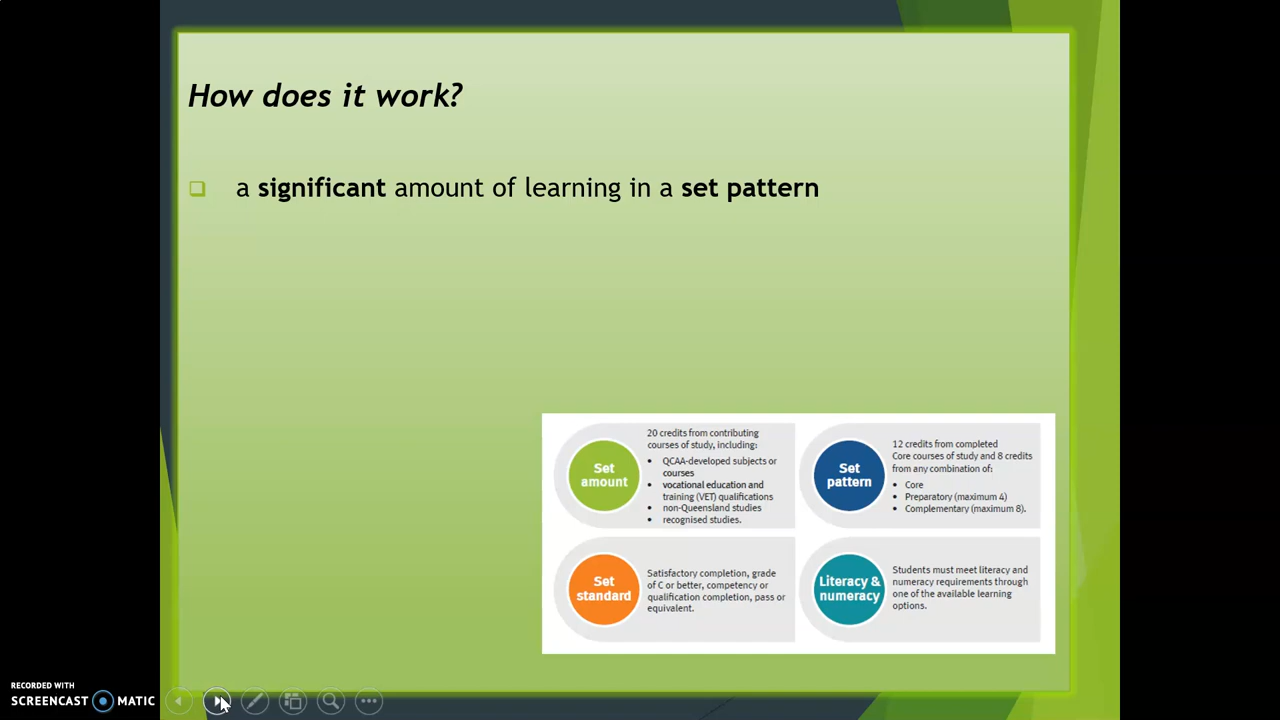 How does it work?
a significant amount of learning in a set pattern
Set
amount
20 credits from contributing
courses of study, including:
• QCAA-developed subjects or
courses
• vocational education and
training (VET) qualifications
• non-Queensland studies
• recognised studies.
Set
pattern
12 credits from completed
Core courses of study and 8 credits
from any combination of:
• Core
• Preparatory (maximum 4)
• Complementary (maximum 8).
Set
standard
Satisfactory completion, grade
of C or better, competency or
qualification completion, pass or
equivalent.
Literacy &
numeracy
Students must meet literacy and
numeracy requirements through
one of the available learning
options.
RECORDED WITH
SCREENCAST MATIC